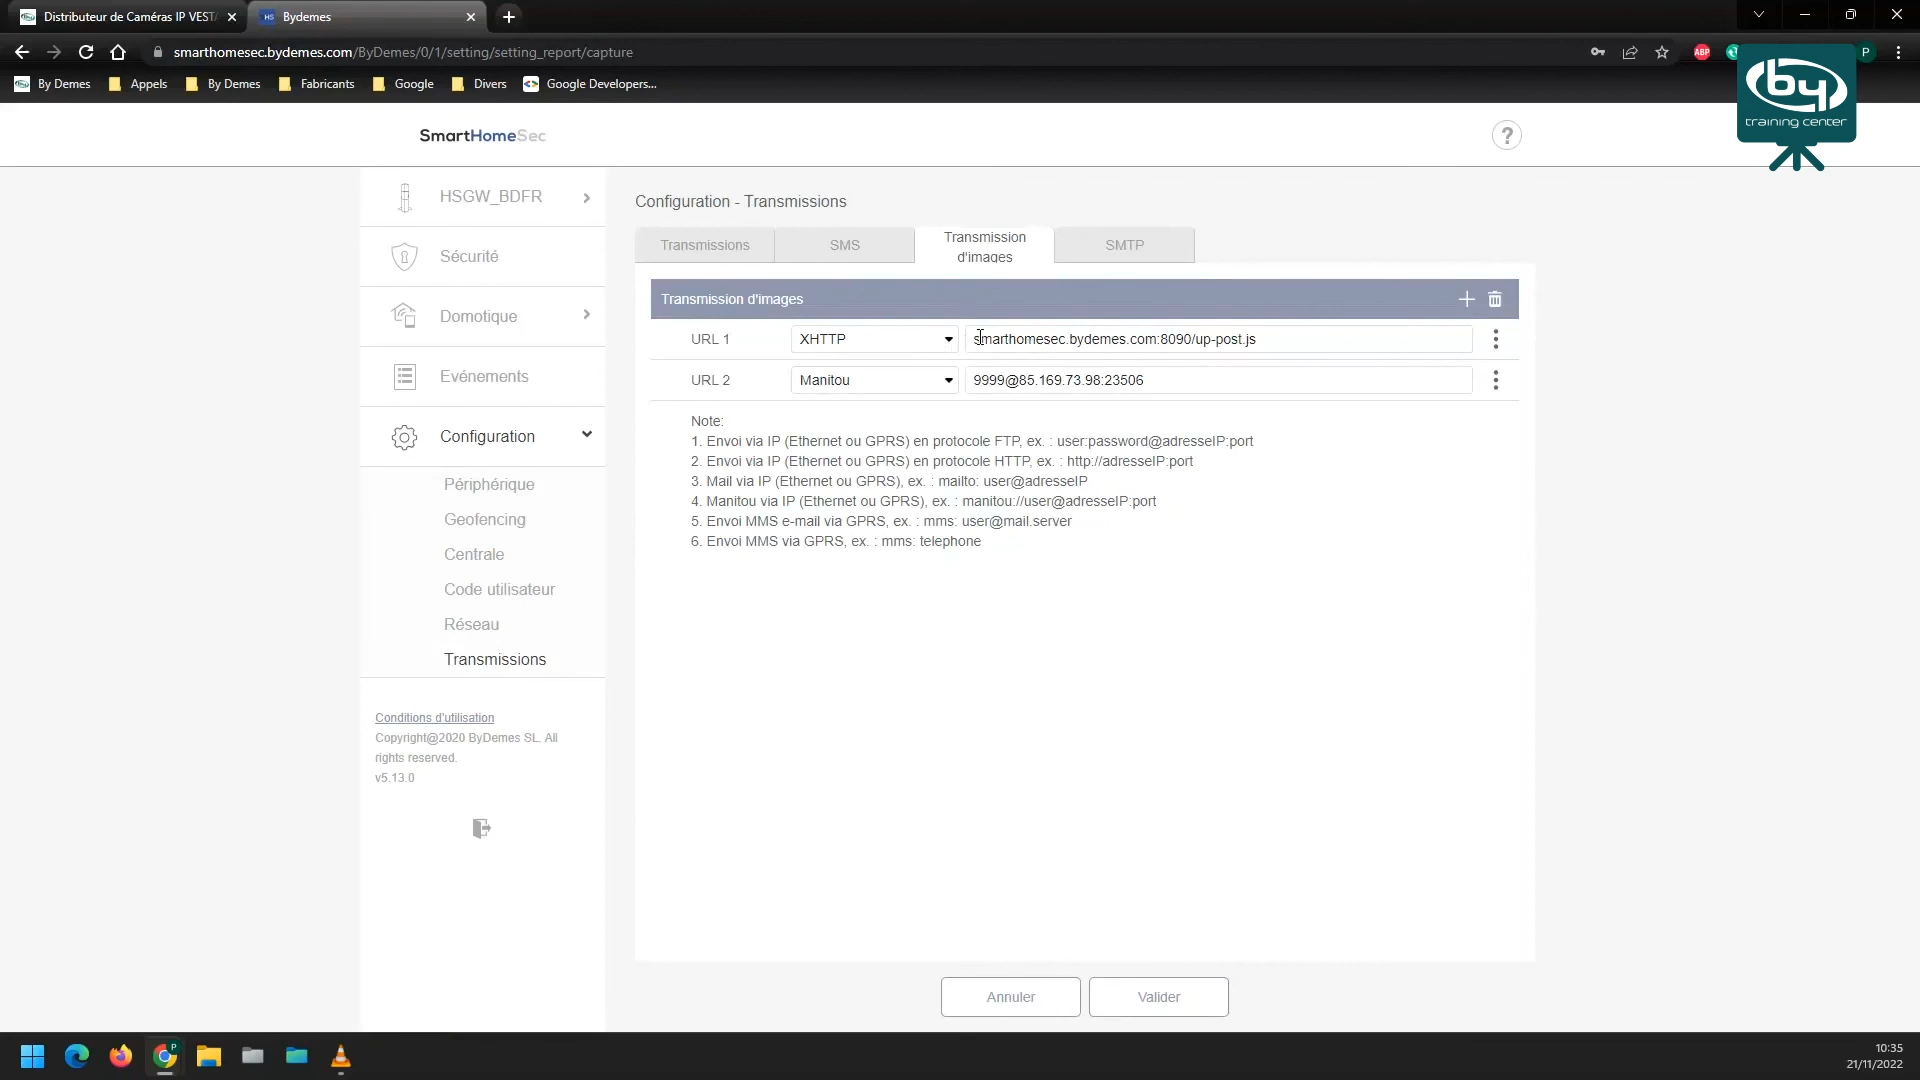 Distributeur de Caméras IP VEST
Bydemes
smarthomesec.bydemes.com/ByDemes/0/1/setting/setting_report/capture
ABP
P
By Demes
Appels
By Demes
Fabricants
Google
Divers
Google Developers...
by
training center
SmartHomeSec
?
HSGW_BDFR
Sécurité
Domotique
Evénements
Configuration
Périphérique
Geofencing
Centrale
Code utilisateur
Réseau
Transmissions
Conditions d'utilisation
Copyright@2020 ByDemes SL. All
rights reserved.
v5.13.0
Configuration - Transmissions
Transmissions
SMS
Transmission
d'images
SMTP
Transmission d'images
URL 1
XHTTP
smarthomesec.bydemes.com:8090/up-post.js
URL 2
Manitou
9999@85.169.73.98:23506
Note:
1. Envoi via IP (Ethernet ou GPRS) en protocole FTP, ex. : user:password@adresseIP:port
2. Envoi via IP (Ethernet ou GPRS) en protocole HTTP, ex. : http://adresseIP:port
3. Mail via IP (Ethernet ou GPRS), ex. : mailto: user@adresseIP
4. Manitou via IP (Ethernet ou GPRS), ex. : manitou://user@adresseIP:port
5. Envoi MMS e-mail via GPRS, ex. : mms: user@mail.server
6. Envoi MMS via GPRS, ex. : mms: telephone
Annuler
Valider
10:35
21/11/2022